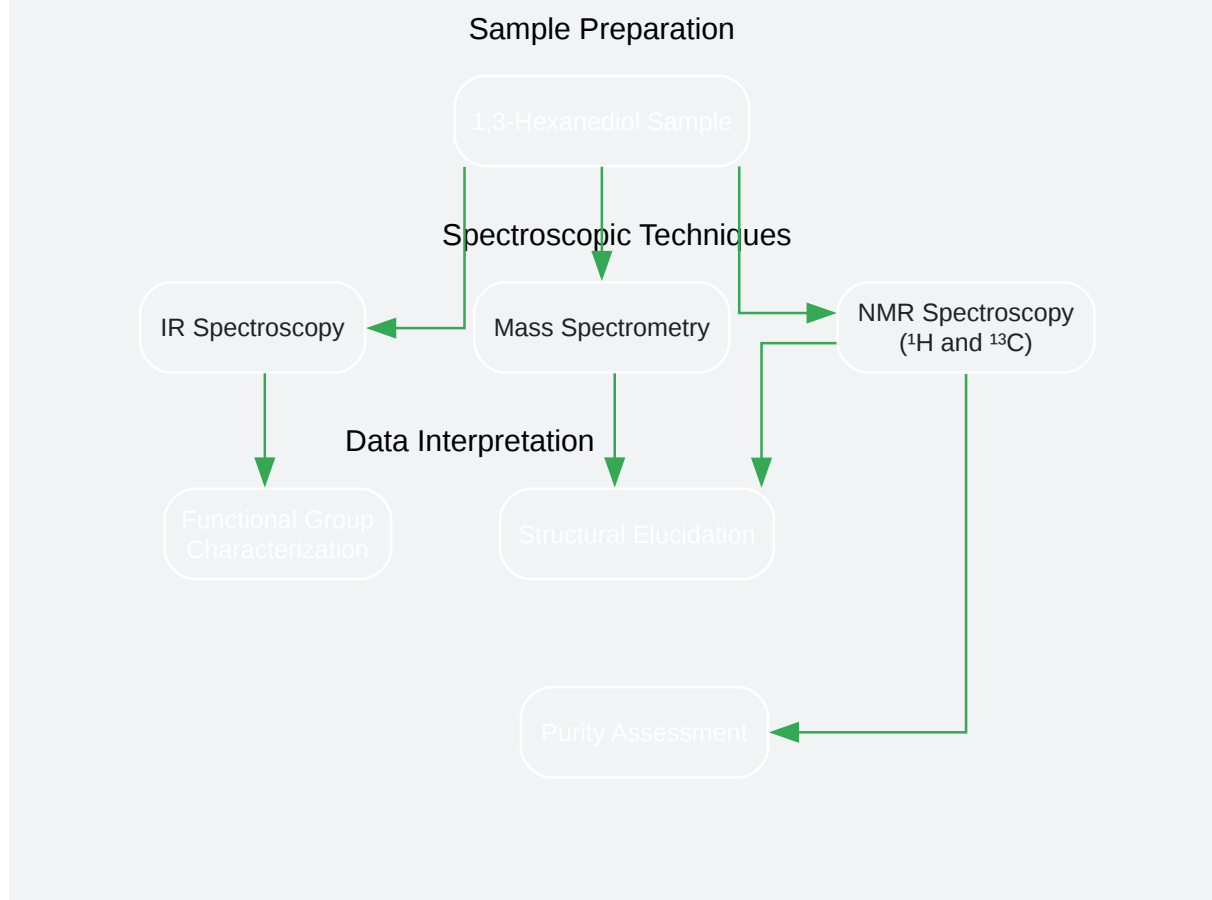 Sample Preparation
1,3-Hexanediol Sample
Spectroscopic Techniques
IR Spectroscopy
Mass Spectrometry
NMR Spectroscopy
(¹H and ¹³C)
Data Interpretation
Functional Group
Characterization
Structural Elucidation
Purity Assessment